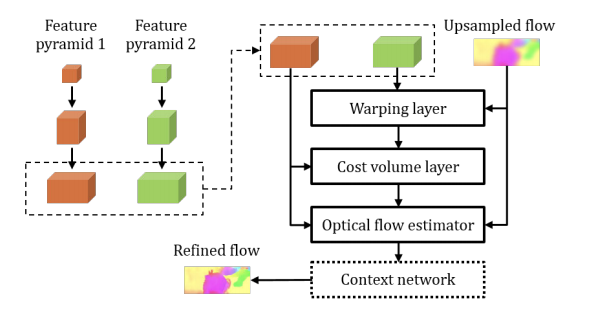 Feature
pyramid 1
Feature
pyramid 2
Upsampled flow
Warping layer
Cost volume layer
Optical flow estimator
Refined flow
Context network